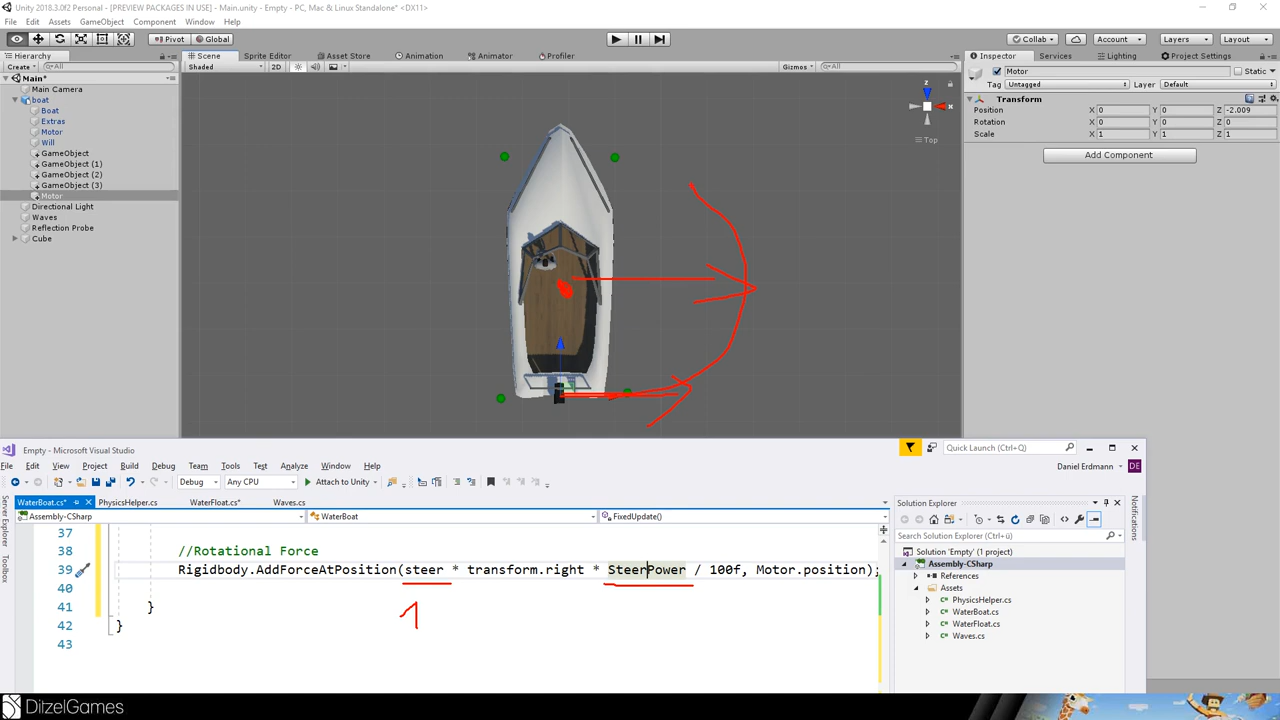 Unity 2018.3.0f2 Personal - [PREVIEW PACKAGES IN USE] - Main.unity - Empty - PC, Mac & Linux Standalone* <DX11>
File Edit Assets GameObject Component Window Help
Pivot Global
Collab Account Layers Layout
Hierarchy
Create All
Main*
Main Camera
boat
Boat
Extras
Motor
Will
GameObject
GameObject (1)
GameObject (2)
GameObject (3)
Motor
Directional Light
Waves
Reflection Probe
Cube
Scene Sprite Editor Asset Store Animation Animator Profiler
Shaded 2D Gizmos All
z
x
Top
Inspector Services Lighting Project Settings
Motor Static
Tag Untagged Layer Default
Transform
Position X 0 Y 0 Z -2.009
Rotation X 0 Y 0 Z 0
Scale X 1 Y 1 Z 1
Add Component
Empty - Microsoft Visual Studio
Quick Launch (Ctrl+Q)
File Edit View Project Build Debug Team Tools Test Analyze Window Help
Daniel Erdmann DE
Debug Any CPU Attach to Unity
Server Explorer
Toolbox
WaterBoat.cs* PhysicsHelper.cs WaterFloat.cs* Waves.cs
Assembly-CSharp WaterBoat FixedUpdate()
37
38 //Rotational Force
39 Rigidbody.AddForceAtPosition(steer * transform.right * SteerPower / 100f, Motor.position);
40
41 }
42 }
43
1
Solution Explorer
Search Solution Explorer (Ctrl+ü)
Solution 'Empty' (1 project)
Assembly-CSharp
References
Assets
PhysicsHelper.cs
WaterBoat.cs
WaterFloat.cs
Waves.cs
Notifications
DitzelGames